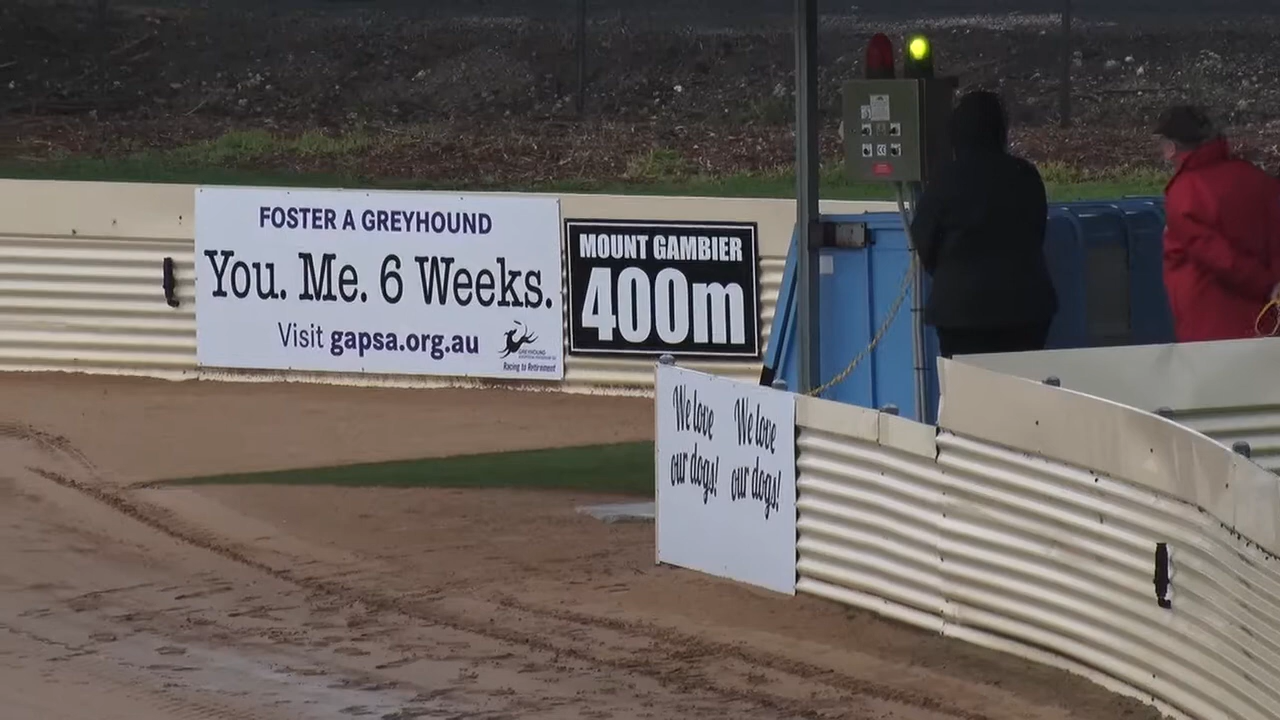 FOSTER A GREYHOUND
You. Me. 6 Weeks.
Visit gapsa.org.au
GREYHOUND
Racing to Retirement
MOUNT GAMBIER
400m
We love
our dogs!
We love
our dogs!